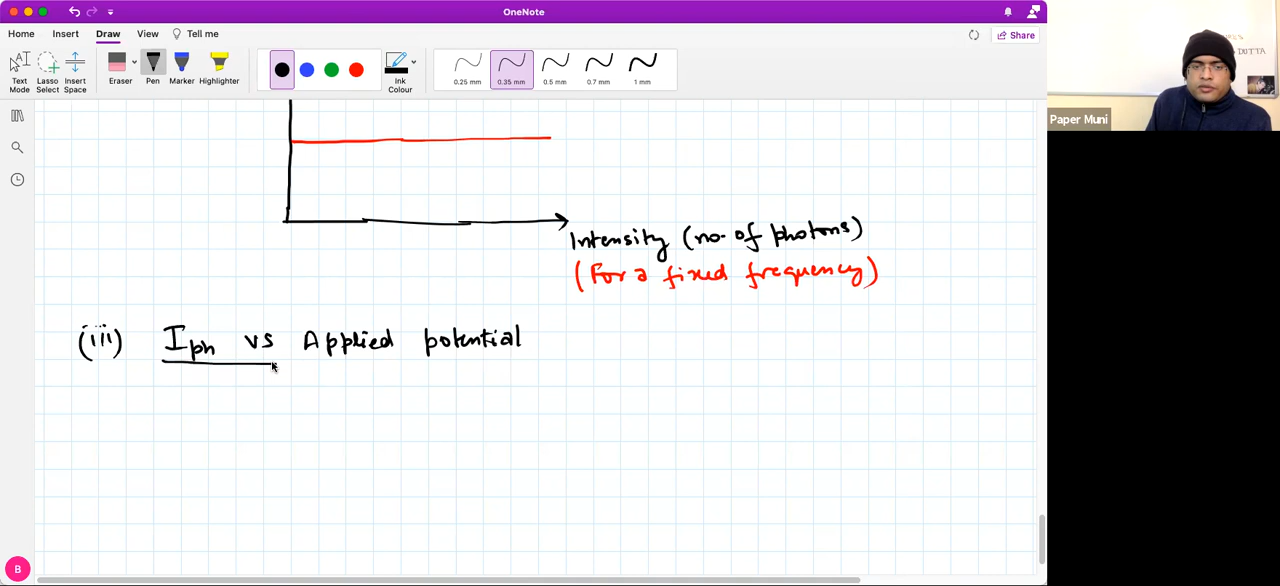 OneNote
Home Insert Draw View Tell me
Share
Text Mode
Lasso Select
Insert Space
Eraser
Pen
Marker
Highlighter
Ink Colour
0.25 mm
0.35 mm
0.5 mm
0.7 mm
1 mm
DUTTA
Paper Muni
Intensity (no. of photons)
(For a fixed frequency)
(iii) Iph vs Applied potential
B